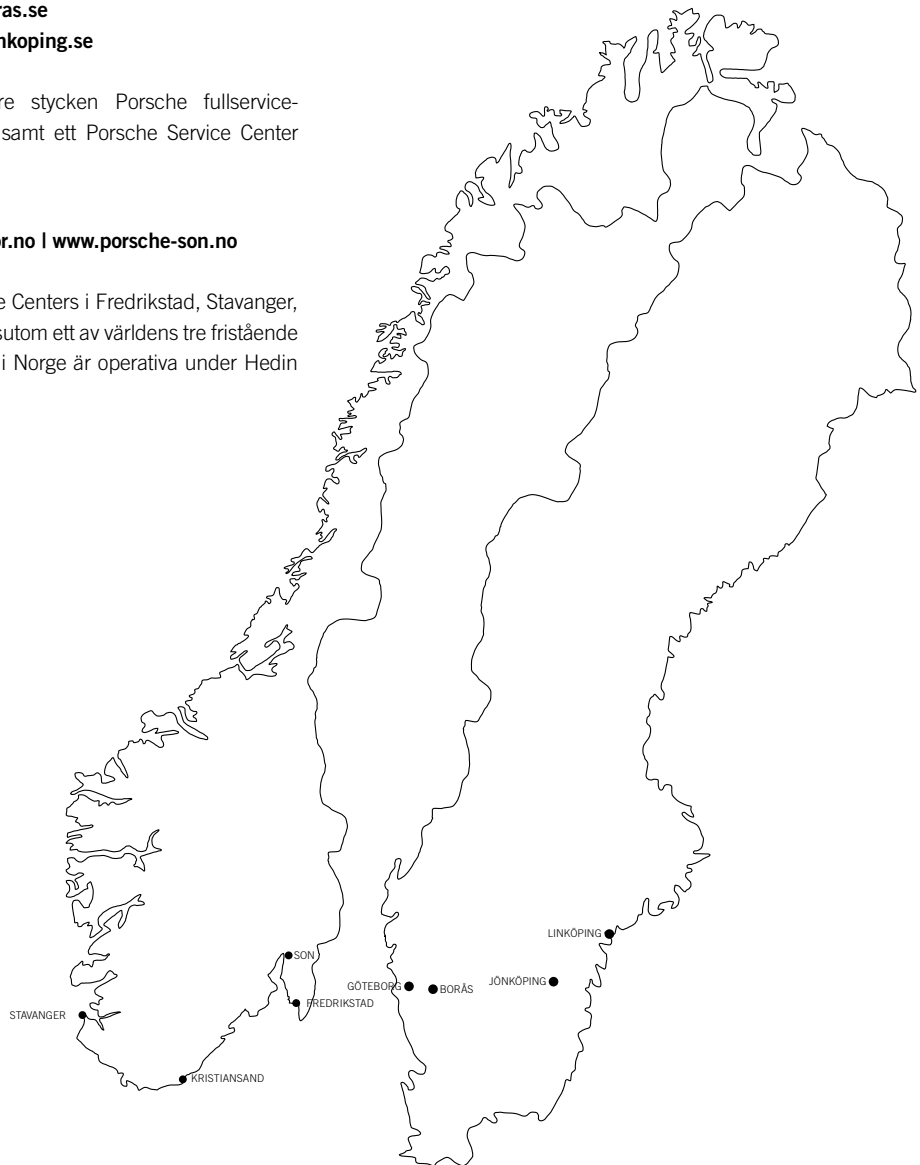 ras.se
nkoping.se
re stycken Porsche fullservice-
samt ett Porsche Service Center
or.no | www.porsche-son.no
e Centers i Fredrikstad, Stavanger,
sutom ett av världens tre fristående
i Norge är operativa under Hedin
LINKÖPING
SON
JÖNKÖPING
GÖTEBORG
BORÅS
FREDRIKSTAD
STAVANGER
KRISTIANSAND